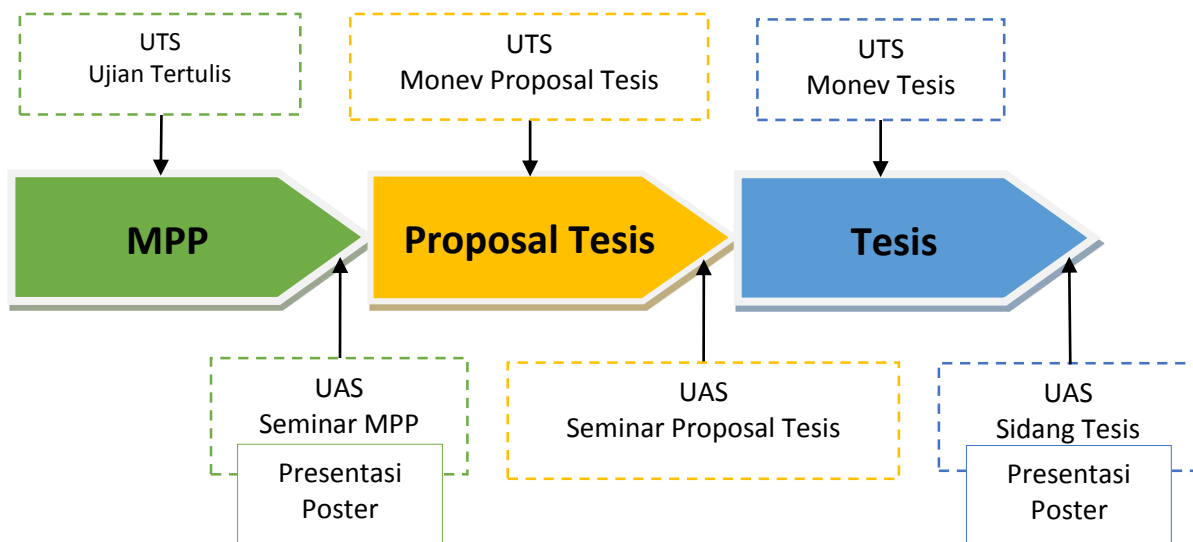 UTS
Ujian Tertulis
UTS
Monev Proposal Tesis
UTS
Monev Tesis
MPP
Proposal Tesis
Tesis
UAS
Seminar MPP
Presentasi
Poster
UAS
Seminar Proposal Tesis
UAS
Sidang Tesis
Presentasi
Poster